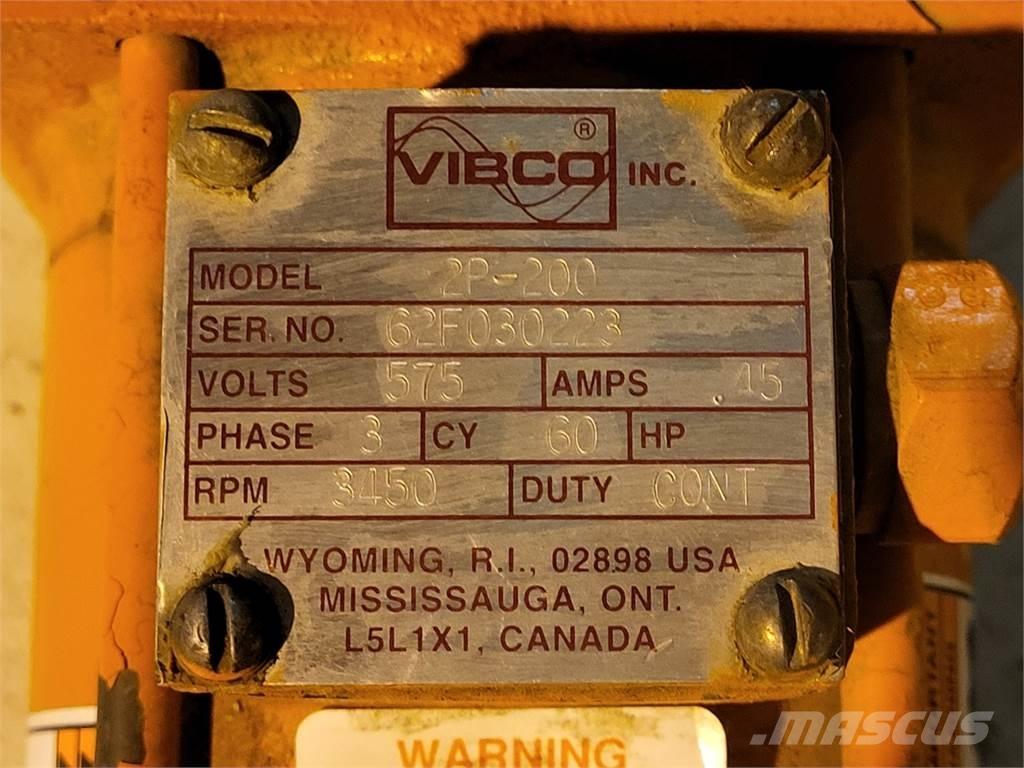 VIBCO ® INC.
MODEL 2P-200
SER. NO. 62F030223
VOLTS 575 AMPS .45
PHASE 3 CY 60 HP
RPM 3450 DUTY CONT
WYOMING, R.I., 02898 USA
MISSISSAUGA, ONT.
L5L1X1, CANADA
WARNING
MASCUS